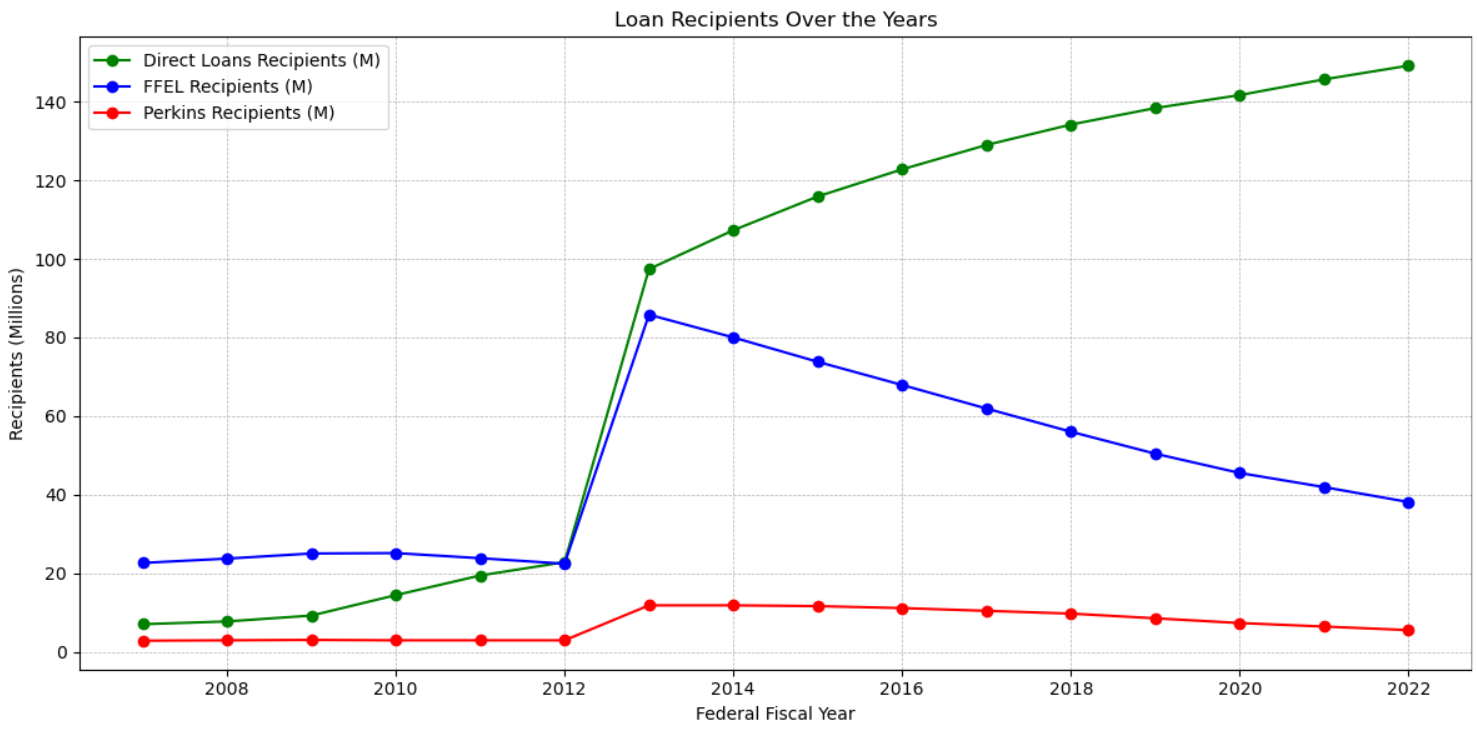 Loan Recipients Over the Years
Direct Loans Recipients (M)
FFEL Recipients (M)
Perkins Recipients (M)
Recipients (Millions)
140
120
100
80
60
40
20
0
2008 2010 2012 2014 2016 2018 2020 2022
Federal Fiscal Year